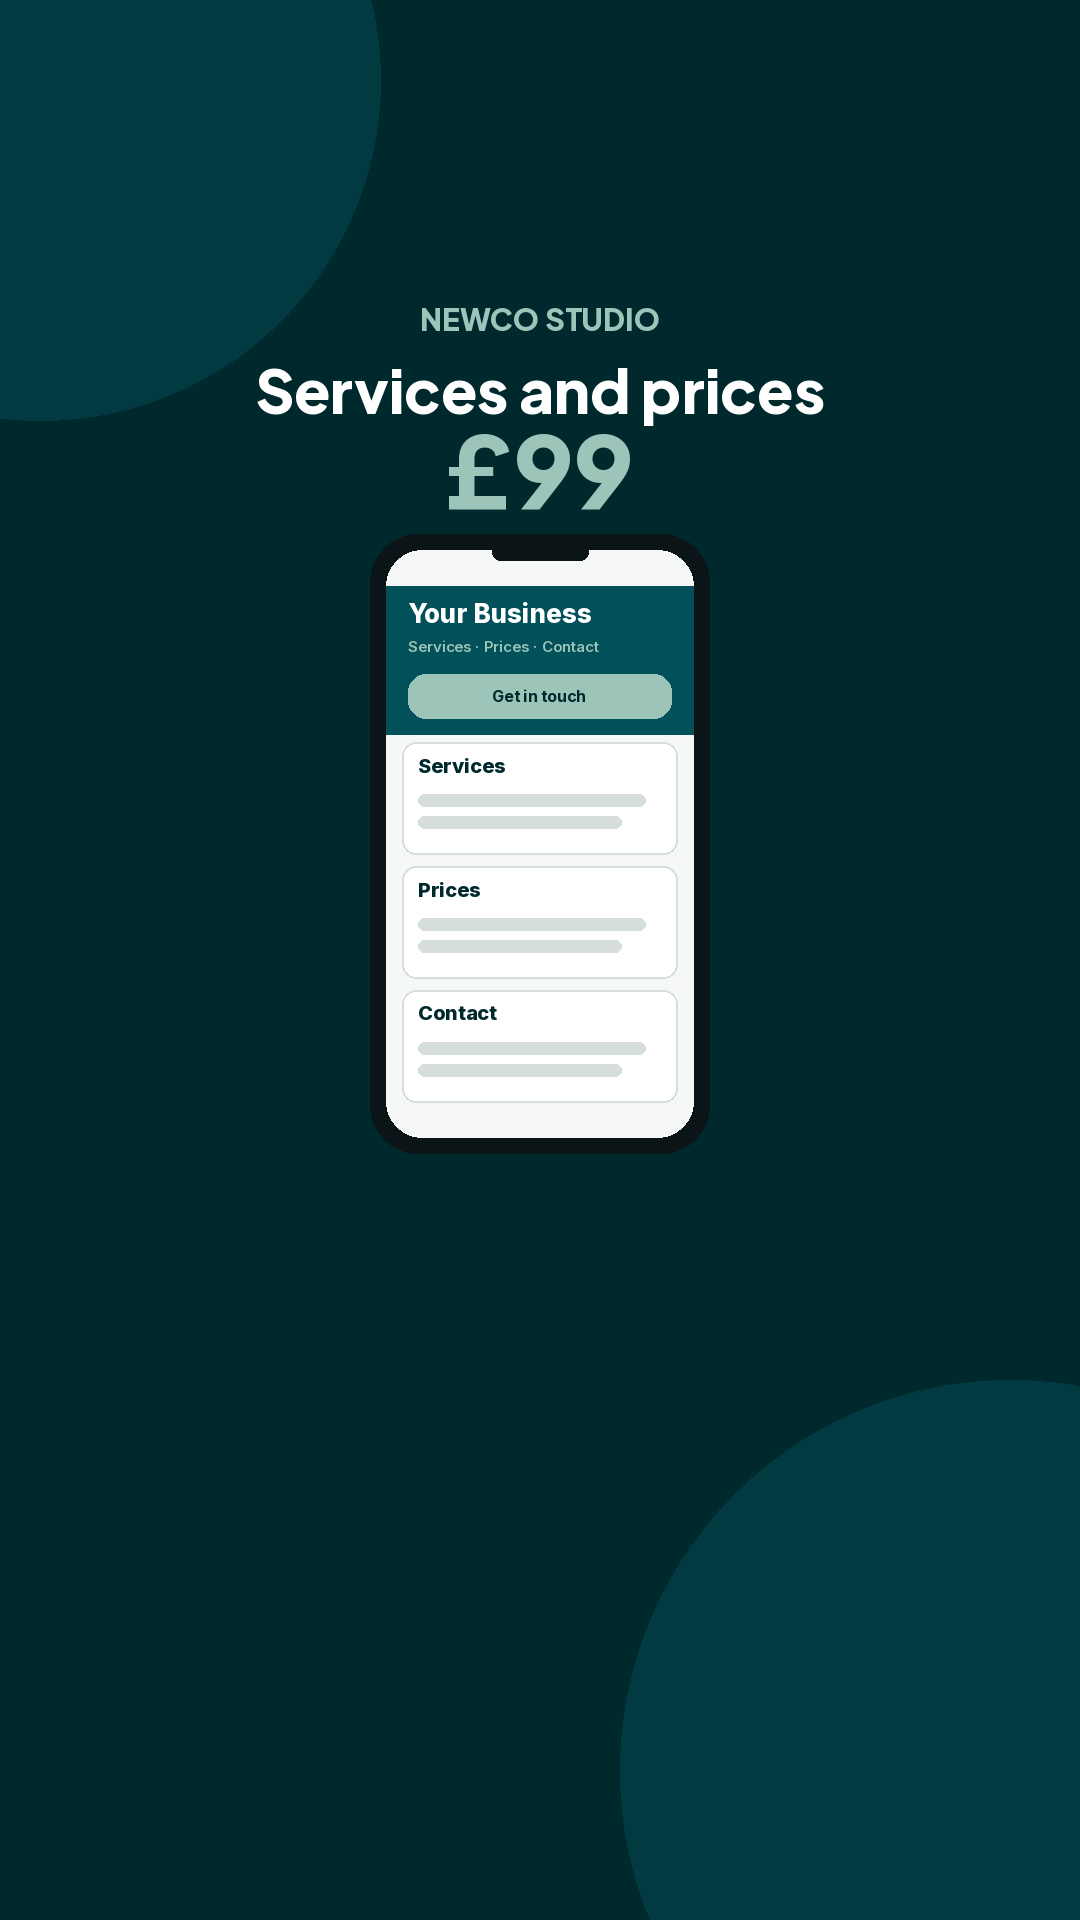 NEWCO STUDIO
Services and prices
£99
Your Business
Services · Prices · Contact
Get in touch
Services
Prices
Contact